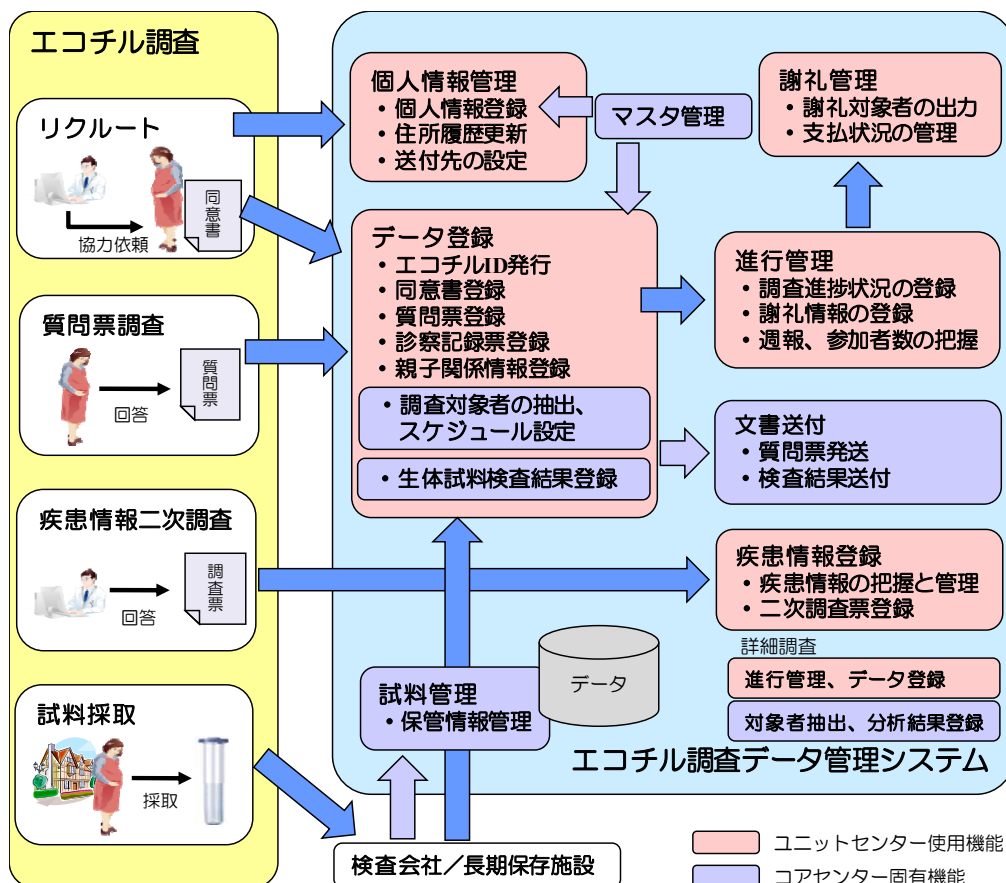 エコチル調査
リクルート
協力依頼
同意書
質問票調査
回答
質問票
疾患情報二次調査
回答
調査票
試料採取
採取
個人情報管理
・個人情報登録
・住所履歴更新
・送付先の設定
マスタ管理
謝礼管理
・謝礼対象者の出力
・支払状況の管理
データ登録
・エコチルID発行
・同意書登録
・質問票登録
・診察記録票登録
・親子関係情報登録
・調査対象者の抽出、
スケジュール設定
・生体試料検査結果登録
進行管理
・調査進捗状況の登録
・謝礼情報の登録
・週報、参加者数の把握
文書送付
・質問票発送
・検査結果送付
疾患情報登録
・疾患情報の把握と管理
・二次調査票登録
詳細調査
進行管理、データ登録
対象者抽出、分析結果登録
試料管理
・保管情報管理
データ
エコチル調査データ管理システム
検査会社／長期保存施設
ユニットセンター使用機能
コアセンター固有機能